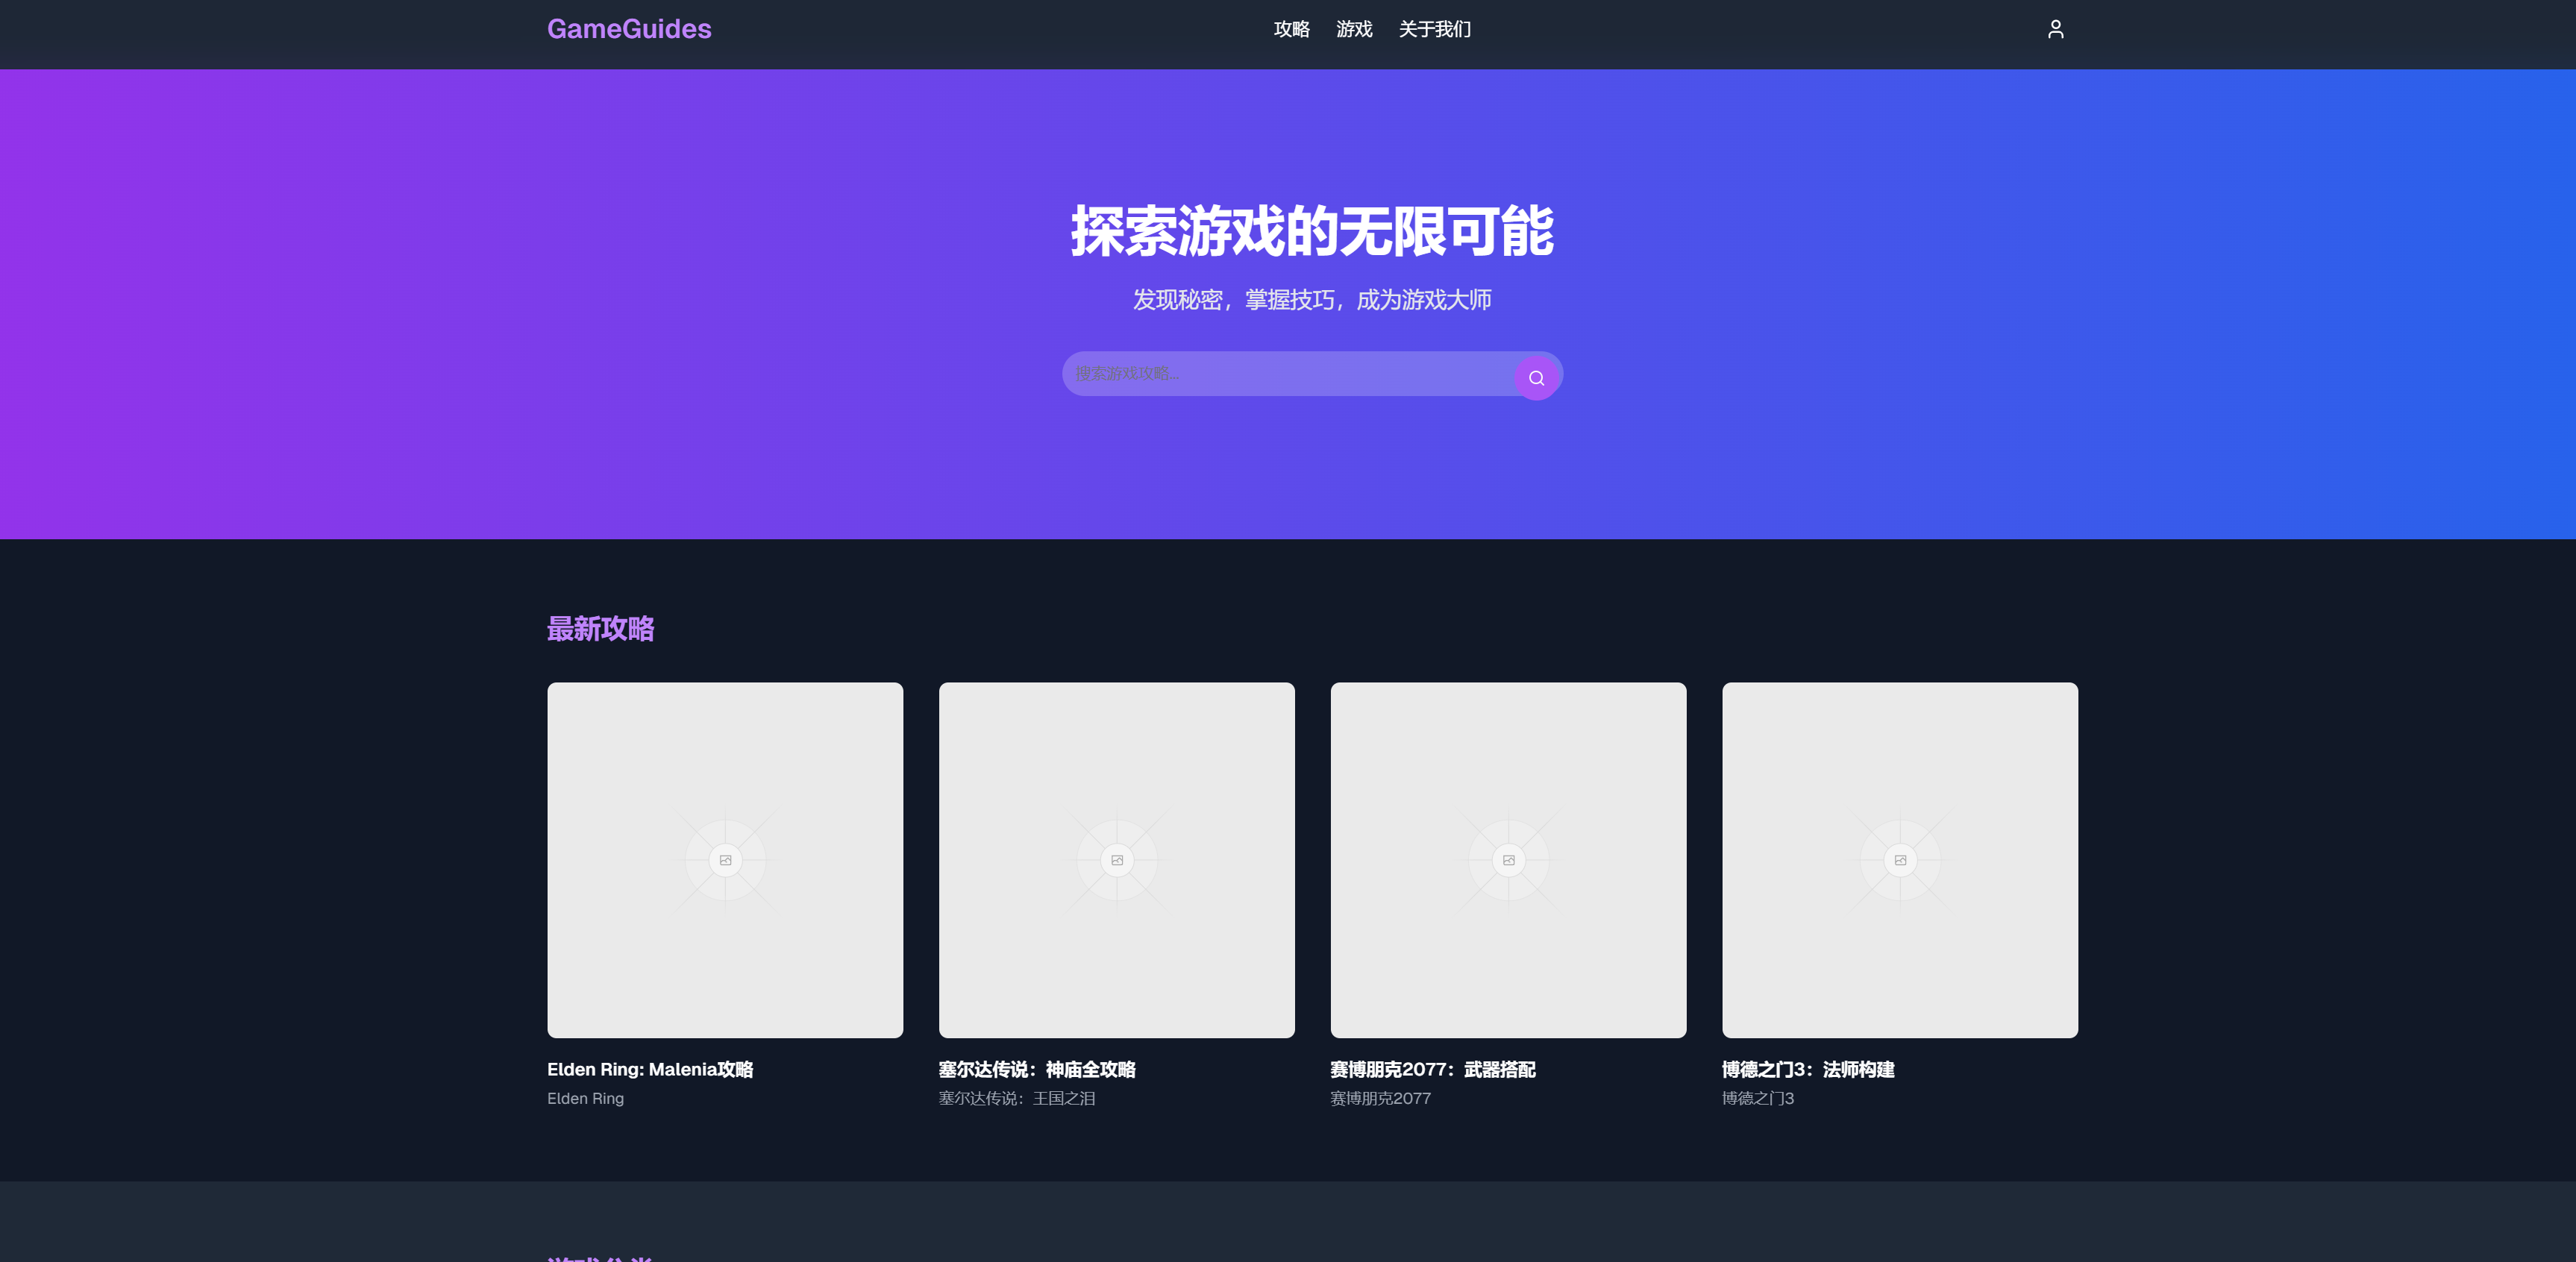 GameGuides
攻略 游戏 关于我们
探索游戏的无限可能
发现秘密，掌握技巧，成为游戏大师
搜索游戏攻略...
最新攻略
Elden Ring: Malenia攻略
Elden Ring
塞尔达传说：神庙全攻略
塞尔达传说：王国之泪
赛博朋克2077：武器搭配
赛博朋克2077
博德之门3：法师构建
博德之门3